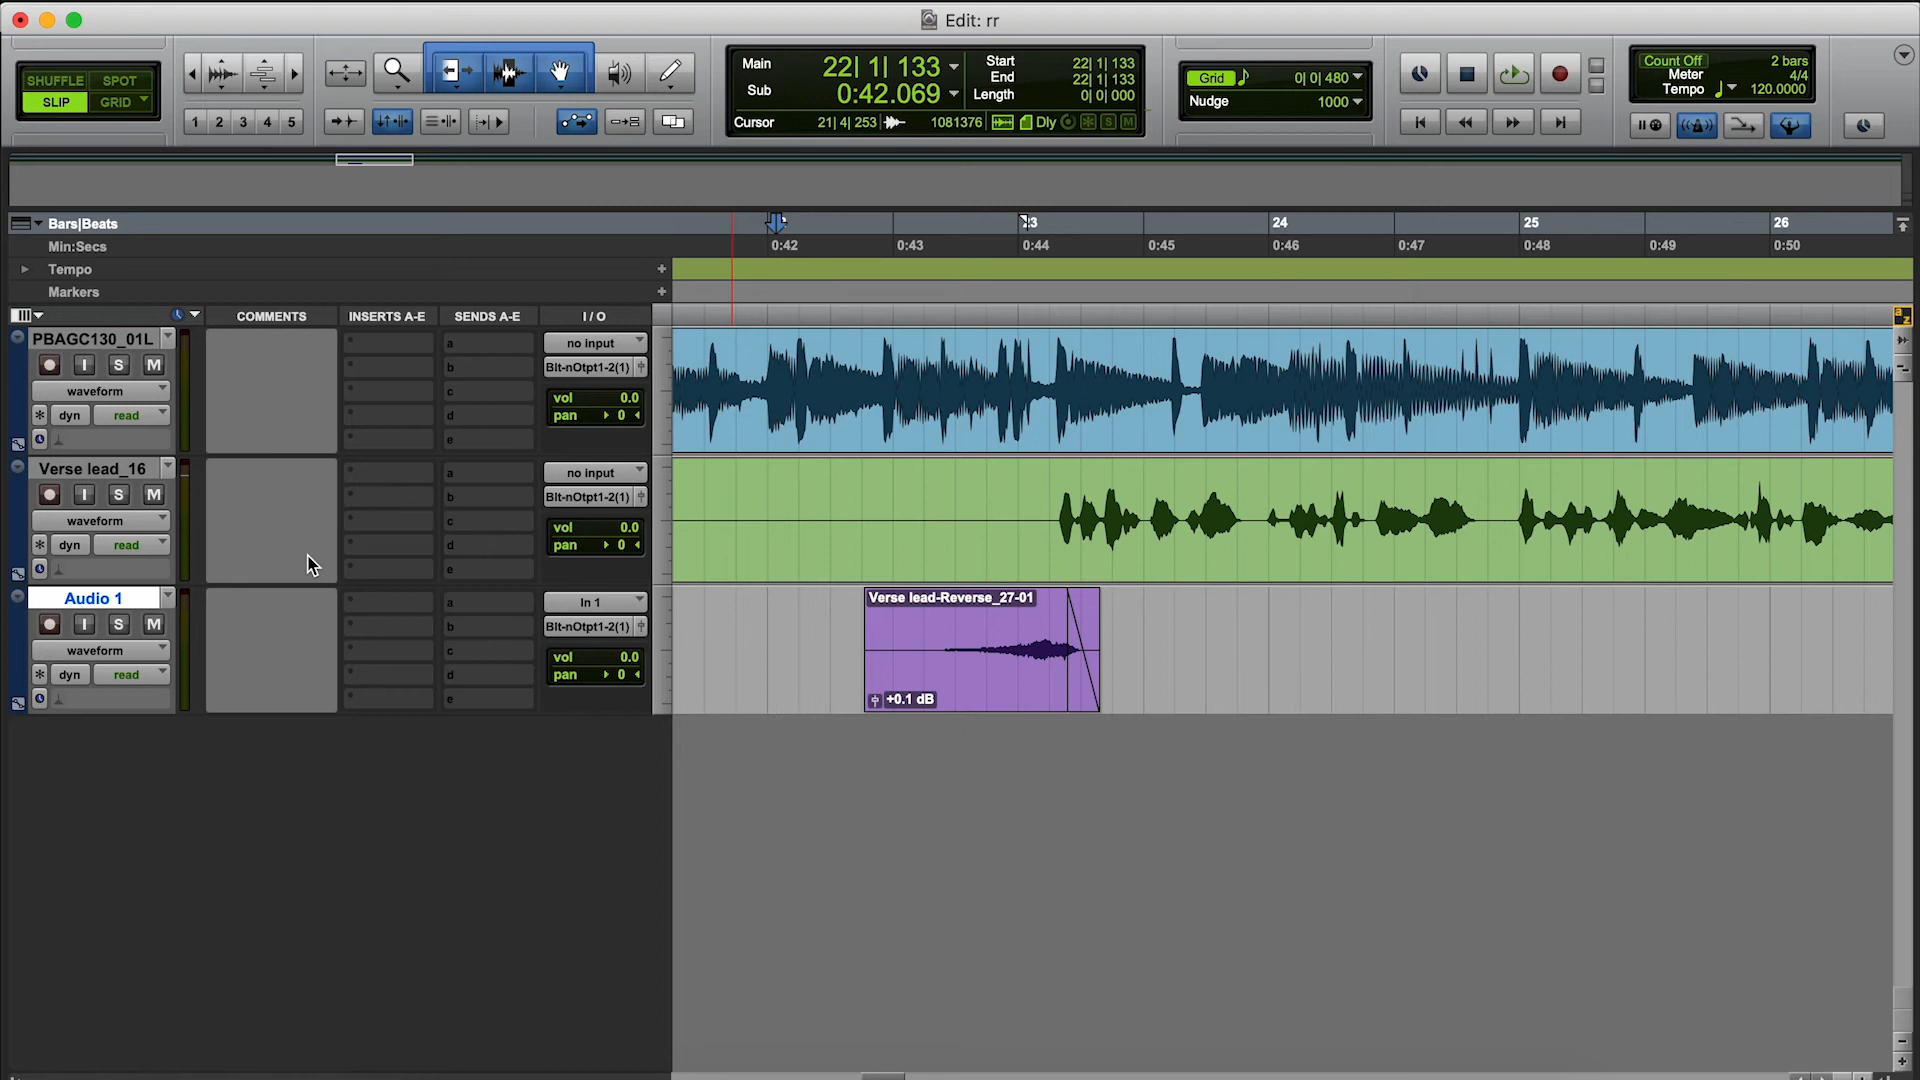 Edit: rr
SHUFFLE SPOT
SLIP GRID
1 2 3 4 5
Main 22| 1| 133
Sub 0:42.069
Start 22| 1| 133
End 22| 1| 133
Length 0| 0| 000
Cursor 21| 4| 253 1081376 Dly S M
Grid 0| 0| 480
Nudge 1000
Count Off 2 bars
Meter 4/4
Tempo 120.0000
Bars|Beats 23 24 25 26
Min:Secs 0:42 0:43 0:44 0:45 0:46 0:47 0:48 0:49 0:50
Tempo +
Markers +
COMMENTS INSERTS A-E SENDS A-E I / O
a z
PBAGC130_01L
I S M
waveform
dyn read
a
b
c
d
e
no input
Blt-nOtpt1-2(1)
vol 0.0
pan 0
Verse lead_16
I S M
waveform
dyn read
a
b
c
d
e
no input
Blt-nOtpt1-2(1)
vol 0.0
pan 0
Audio 1
I S M
waveform
dyn read
a
b
c
d
e
In 1
Blt-nOtpt1-2(1)
vol 0.0
pan 0
Verse lead-Reverse_27-01
+0.1 dB